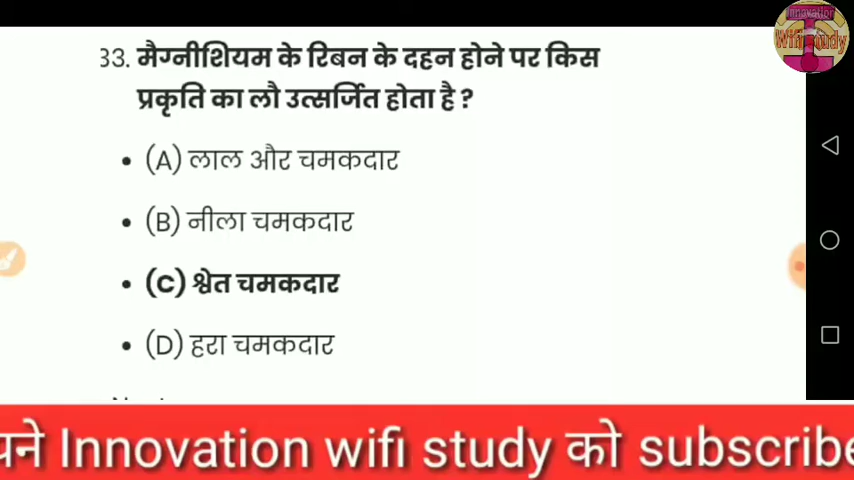 Innovation
Wifi study
33. मैग्नीशियम के रिबन के दहन होने पर किस
प्रकृति का लौ उत्सर्जित होता है ?
• (A) लाल और चमकदार
• (B) नीला चमकदार
• (C) श्वेत चमकदार
• (D) हरा चमकदार
Innovation wifi study को subscribe